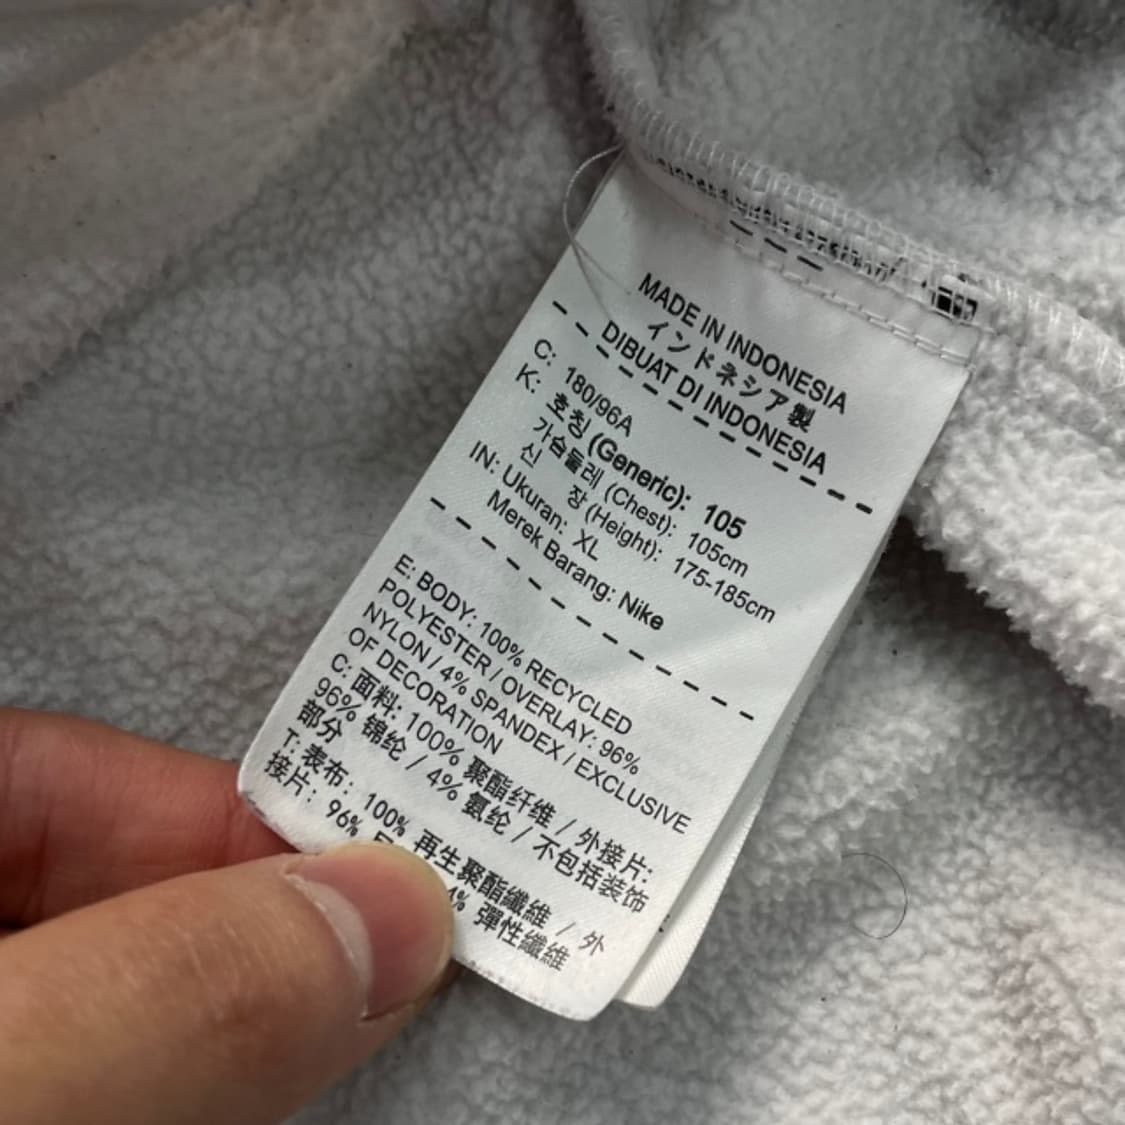 MADE IN INDONESIA
インドネシア製
DIBUAT DI INDONESIA
C: 180/96A
K: 호칭 (Generic): 105
가슴둘레 (Chest): 105cm
신 장 (Height): 175-185cm
IN: Ukuran: XL
Merek Barang: Nike
E: BODY: 100% RECYCLED
POLYESTER / OVERLAY: 96%
NYLON / 4% SPANDEX / EXCLUSIVE
OF DECORATION
C: 面料: 100% 聚酯纤维 / 外接片:
96% 锦纶 / 4% 氨纶 / 不包括装饰
部分
T: 表布: 100% 再生聚酯纖維 / 外
接片: 96% 4% 彈性纖維